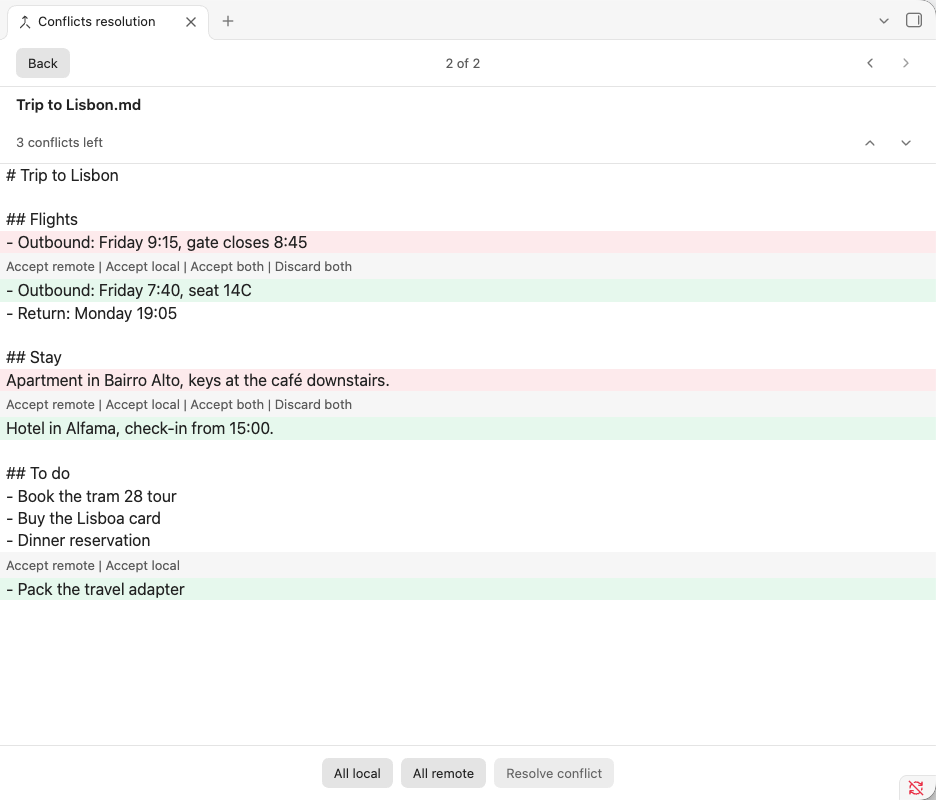 Conflicts resolution
Back
2 of 2
Trip to Lisbon.md
3 conflicts left
# Trip to Lisbon
## Flights
- Outbound: Friday 9:15, gate closes 8:45
Accept remote | Accept local | Accept both | Discard both
- Outbound: Friday 7:40, seat 14C
- Return: Monday 19:05
## Stay
Apartment in Bairro Alto, keys at the café downstairs.
Accept remote | Accept local | Accept both | Discard both
Hotel in Alfama, check-in from 15:00.
## To do
- Book the tram 28 tour
- Buy the Lisboa card
- Dinner reservation
Accept remote | Accept local
- Pack the travel adapter
All local
All remote
Resolve conflict